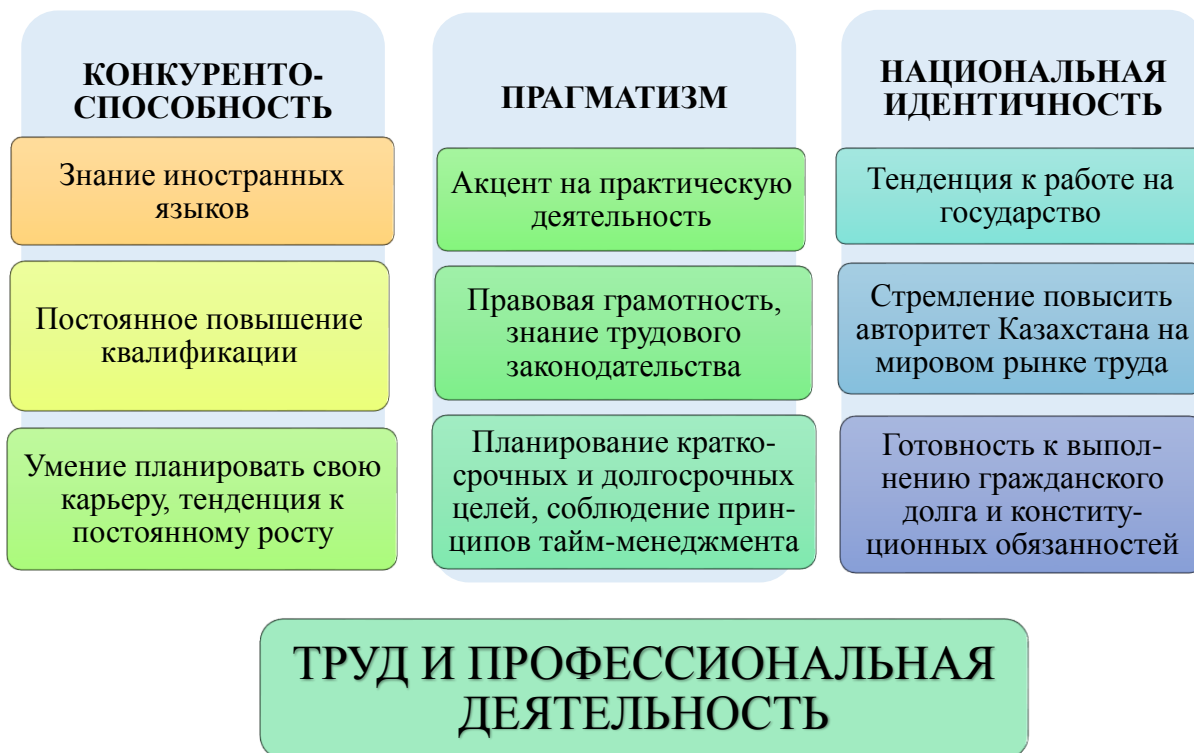 КОНКУРЕНТО-
СПОСОБНОСТЬ
Знание иностранных
языков
Постоянное повышение
квалификации
Умение планировать свою
карьеру, тенденция к
постоянному росту
ПРАГМАТИЗМ
Акцент на практическую
деятельность
Правовая грамотность,
знание трудового
законодательства
Планирование кратко-
срочных и долгосрочных
целей, соблюдение прин-
ципов тайм-менеджмента
НАЦИОНАЛЬНАЯ
ИДЕНТИЧНОСТЬ
Тенденция к работе на
государство
Стремление повысить
авторитет Казахстана на
мировом рынке труда
Готовность к выпол-
нению гражданского
долга и конститу-
ционных обязанностей
ТРУД И ПРОФЕССИОНАЛЬНАЯ
ДЕЯТЕЛЬНОСТЬ